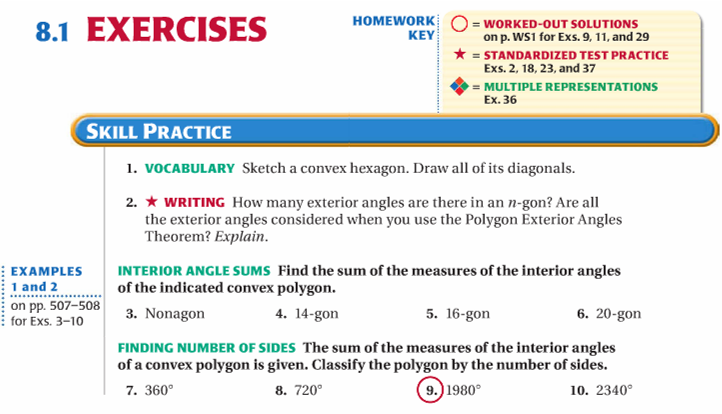 8.1 EXERCISES
HOMEWORK
KEY
= WORKED-OUT SOLUTIONS
on p. WS1 for Exs. 9, 11, and 29
★ = STANDARDIZED TEST PRACTICE
Exs. 2, 18, 23, and 37
= MULTIPLE REPRESENTATIONS
Ex. 36
SKILL PRACTICE
1. VOCABULARY Sketch a convex hexagon. Draw all of its diagonals.
2. ★ WRITING How many exterior angles are there in an n-gon? Are all
the exterior angles considered when you use the Polygon Exterior Angles
Theorem? Explain.
EXAMPLES
1 and 2
on pp. 507–508
for Exs. 3–10
INTERIOR ANGLE SUMS Find the sum of the measures of the interior angles
of the indicated convex polygon.
3. Nonagon 4. 14-gon 5. 16-gon 6. 20-gon
FINDING NUMBER OF SIDES The sum of the measures of the interior angles
of a convex polygon is given. Classify the polygon by the number of sides.
7. 360° 8. 720° 9. 1980° 10. 2340°